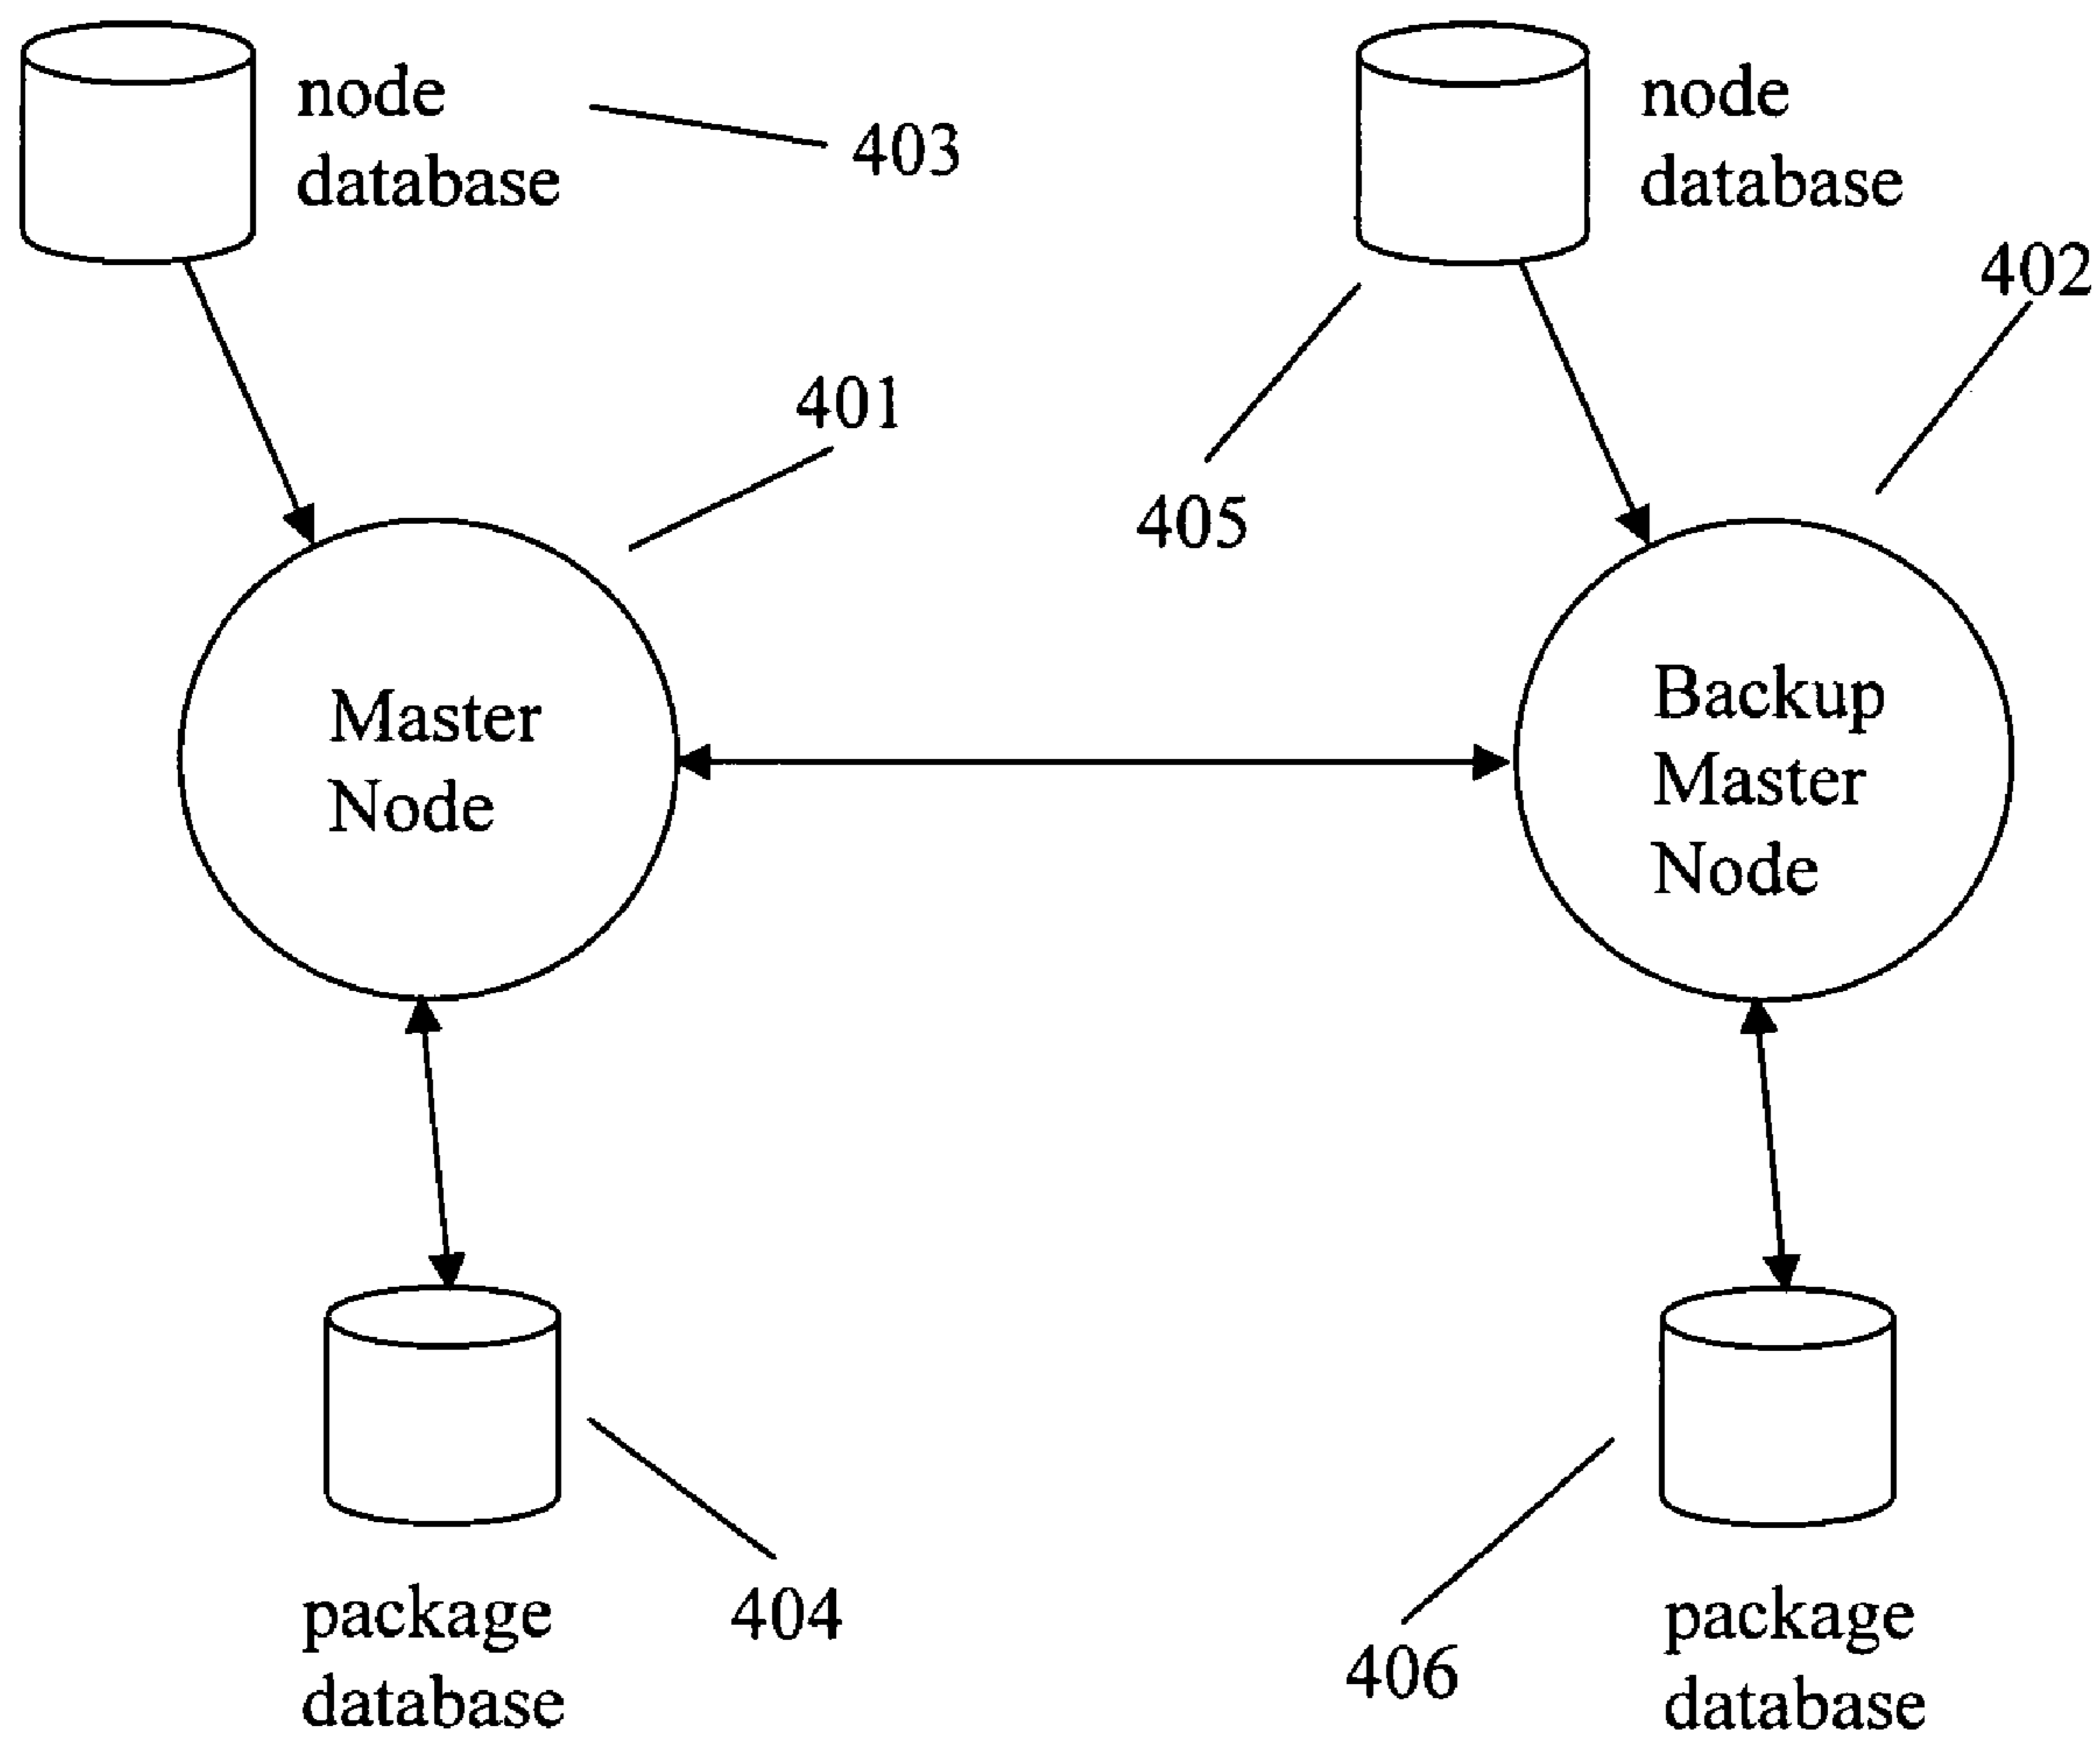 node
database
403
node
database
402
401
405
Master
Node
Backup
Master
Node
package
database
404
406
package
database